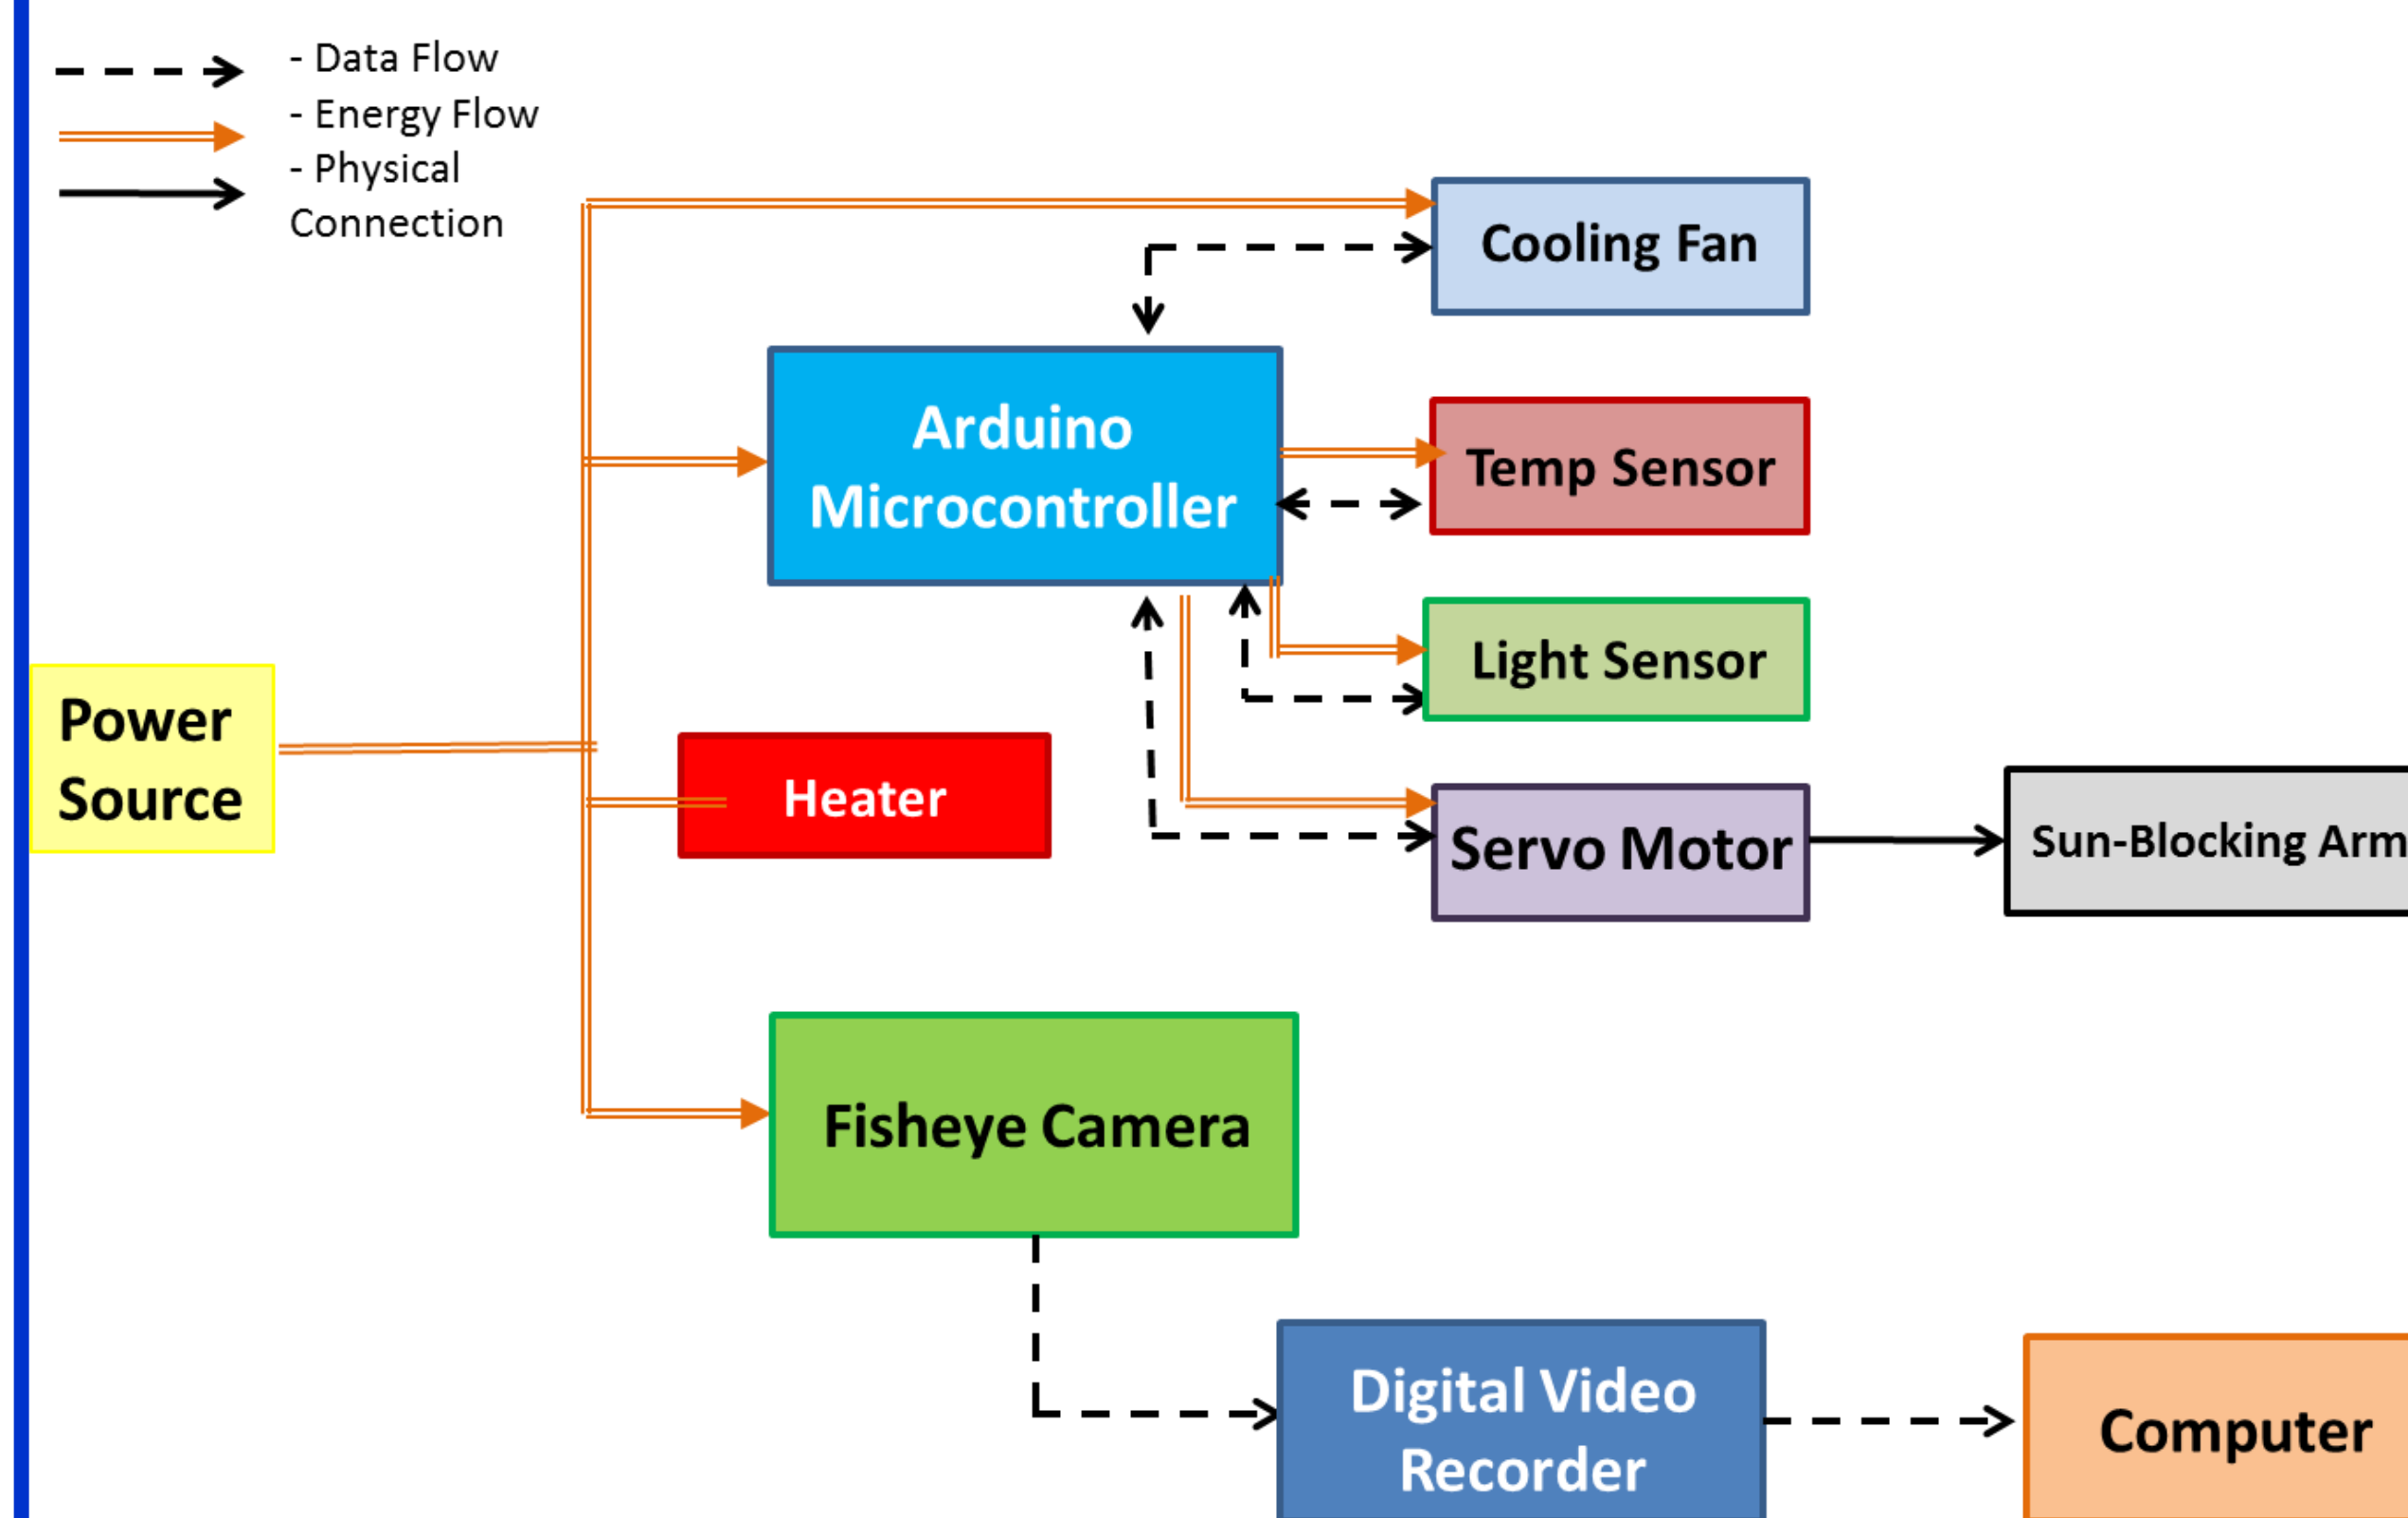 - Data Flow
- Energy Flow
- Physical
Connection
Cooling Fan
Arduino
Microcontroller
Temp Sensor
Light Sensor
Power
Source
Heater
Servo Motor
Sun-Blocking Arm
Fisheye Camera
Digital Video
Recorder
Computer